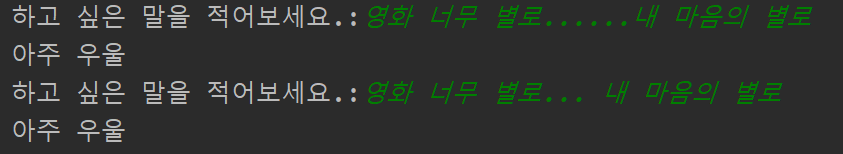 하고 싶은 말을 적어보세요.:영화 너무 별로......내 마음의 별로
아주 우울
하고 싶은 말을 적어보세요.:영화 너무 별로... 내 마음의 별로
아주 우울